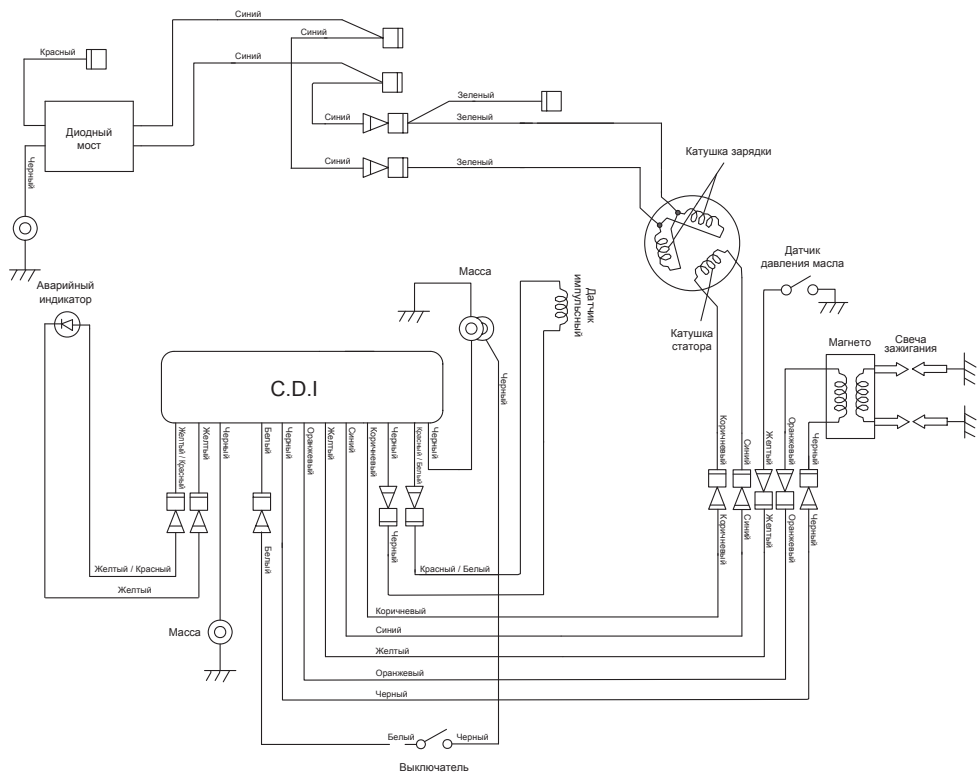 Синий
Синий
Красный
Синий
Зеленый
Диодный
мост
Синий
Зеленый
Черный
Синий
Зеленый
Катушка зарядки
Датчик
давления масла
Масса
Датчик
импульсный
Аварийный
индикатор
Катушка
статора
Магнето
Свеча
зажигания
C.D.I
Черный
Желтый / Красный
Желтый
Черный
Белый
Черный
Оранжевый
Желтый
Синий
Коричневый
Черный
Красный / Белый
Черный
Коричневый
Синий
Желтый
Оранжевый
Черный
Белый
Черный
Коричневый
Синий
Желтый
Оранжевый
Черный
Желтый / Красный
Красный / Белый
Желтый
Коричневый
Масса
Синий
Желтый
Оранжевый
Черный
Белый
Черный
Выключатель